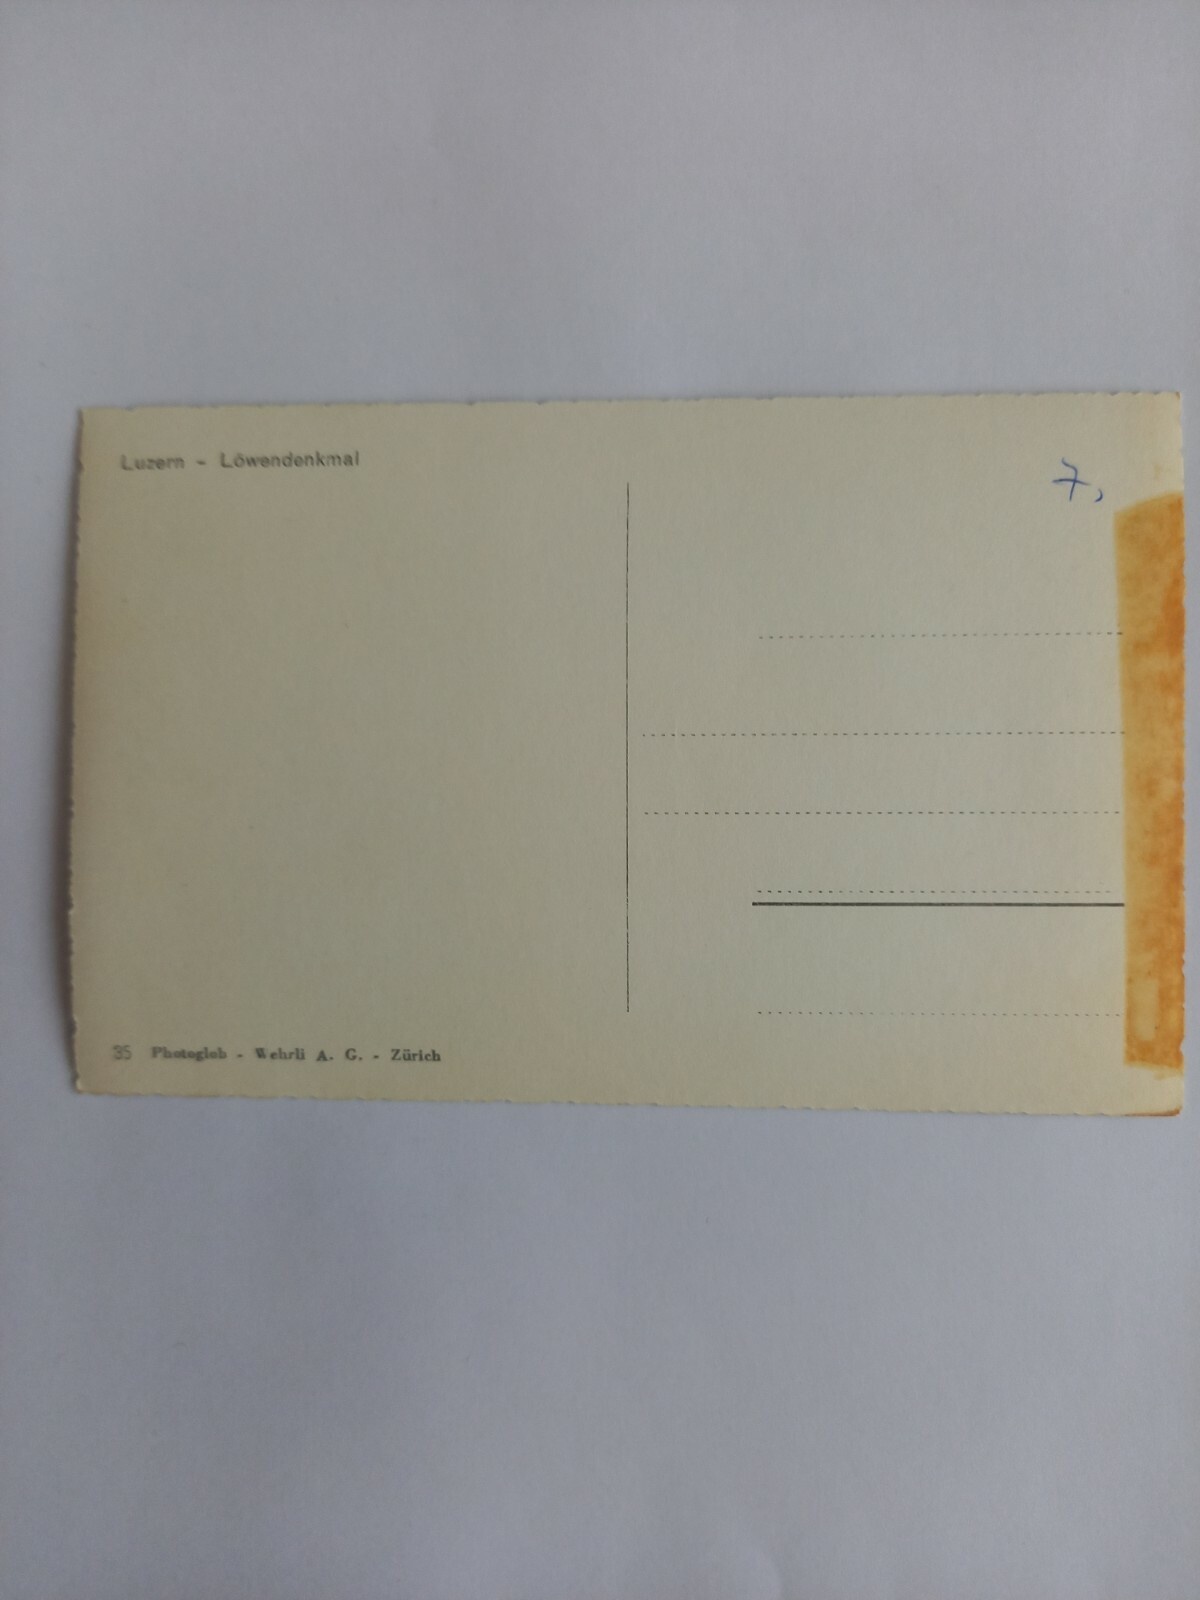 Luzern - Löwendenkmal
7,
35 Photoglob - Wehrli A. G. - Zürich